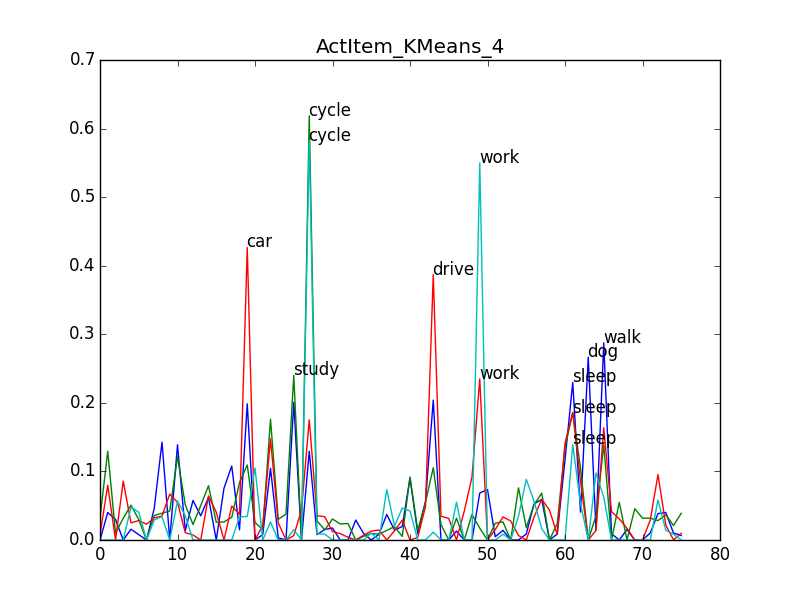 ActItem_KMeans_4
0.7
0.6
0.5
0.4
0.3
0.2
0.1
0.0
cycle
cycle
work
car
drive
walk
dog
study
work
sleep
sleep
sleep
0 10 20 30 40 50 60 70 80